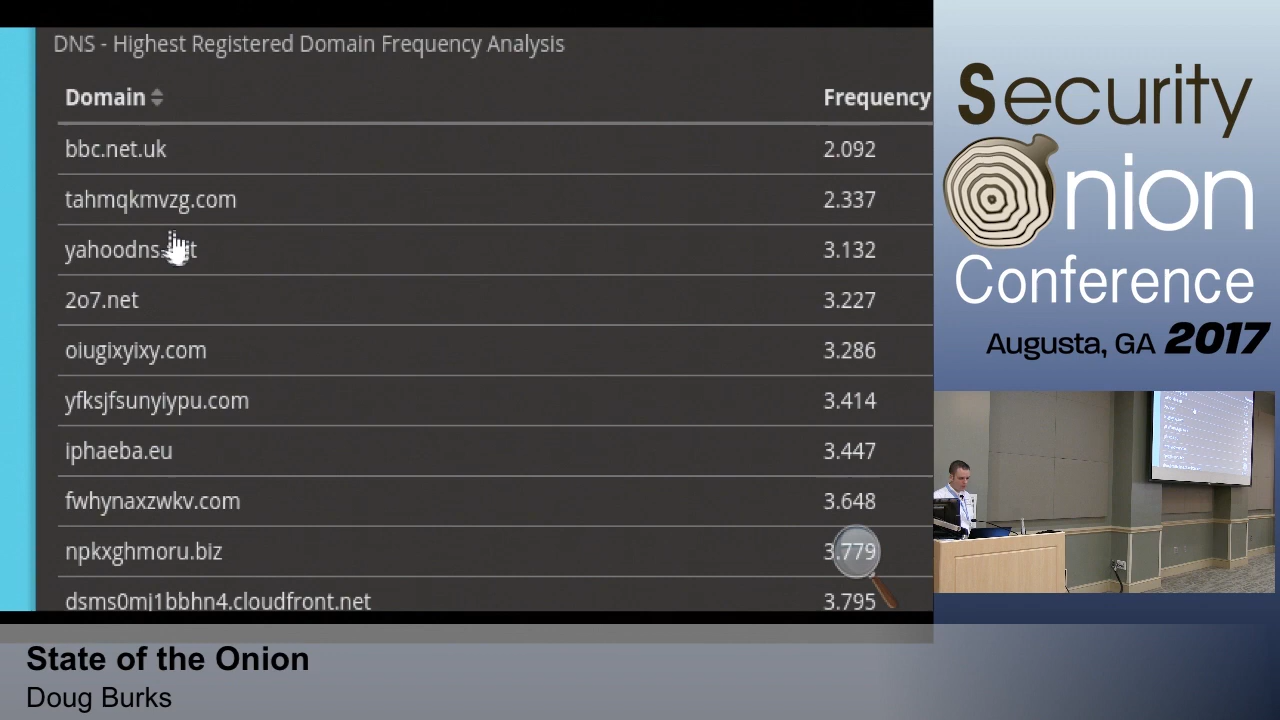 DNS - Highest Registered Domain Frequency Analysis
Domain Frequency
bbc.net.uk 2.092
tahmqkmvzg.com 2.337
yahoodns. 3.132
2o7.net 3.227
oiugixyixy.com 3.286
yfksjfsunyiypu.com 3.414
iphaeba.eu 3.447
fwhynaxzwkv.com 3.648
npkxghmoru.biz 3.779
dsms0mj1bbhn4.cloudfront.net 3.795
Security
Onion
Conference
Augusta, GA 2017
State of the Onion
Doug Burks